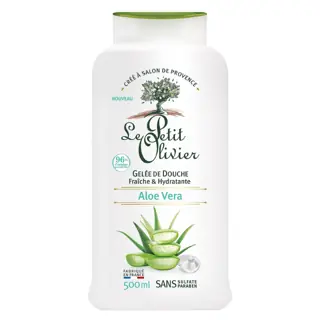 CRÉÉ À SALON DE PROVENCE
NOUVEAU
Le Petit
Olivier
96%
GELÉE DE DOUCHE
Fraîche & Hydratante
Aloe Vera
FABRIQUÉ
EN FRANCE
500ml
SANS SULFATE
PARABEN